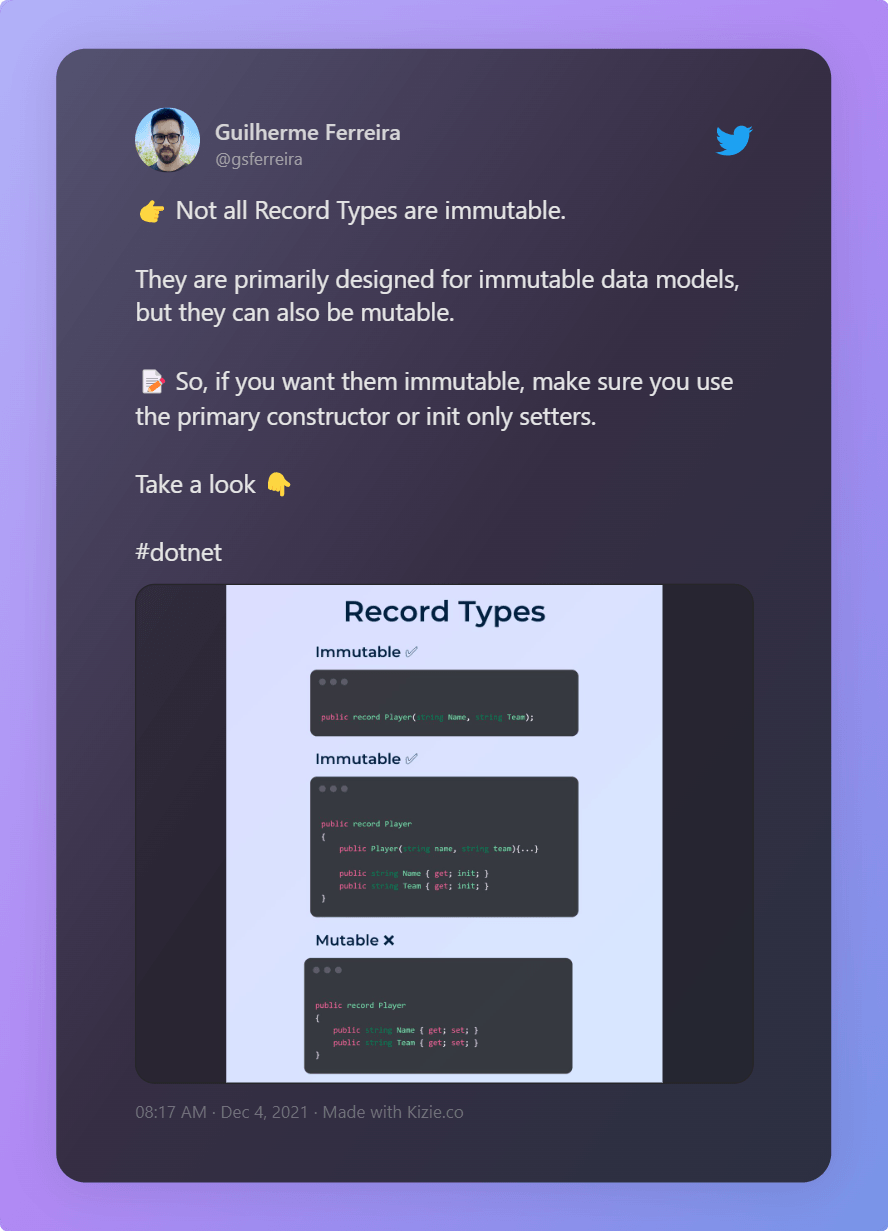 Guilherme Ferreira
@gsferreira
👉 Not all Record Types are immutable.
They are primarily designed for immutable data models,
but they can also be mutable.
📝 So, if you want them immutable, make sure you use
the primary constructor or init only setters.
Take a look 👇
#dotnet
Record Types
Immutable ✅
public record Player(string Name, string Team);
Immutable ✅
public record Player
{
public Player(string name, string team){...}
public string Name { get; init; }
public string Team { get; init; }
}
Mutable ❌
public record Player
{
public string Name { get; set; }
public string Team { get; set; }
}
08:17 AM · Dec 4, 2021 · Made with Kizie.co